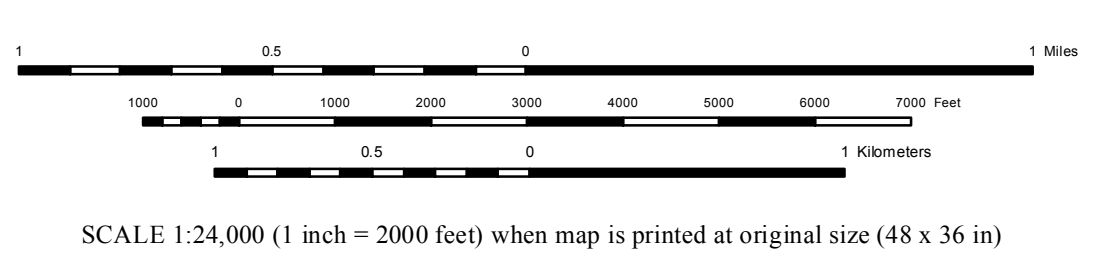 1 0.5 0 1 Miles
1000 0 1000 2000 3000 4000 5000 6000 7000 Feet
1 0.5 0 1 Kilometers
SCALE 1:24,000 (1 inch = 2000 feet) when map is printed at original size (48 x 36 in)